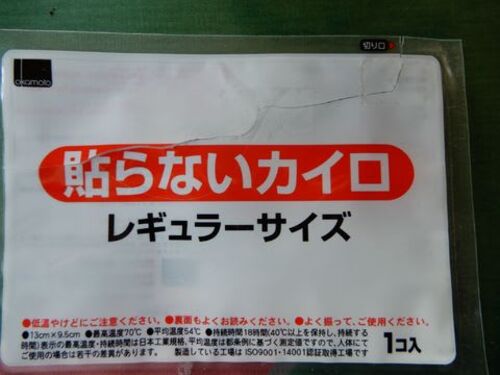 切り口▶
okamoto
貼らないカイロ
レギュラーサイズ
●低温やけどにご注意ください。 ●裏面もよくお読みください。 ●よく振って、ご使用ください。
●13cm×9.5cm ●最高温度70℃ ●平均温度54℃ ●持続時間18時間(40℃以上を保持し、持続する
時間)表示の最高温度・持続時間は日本工業規格、平均温度は都条例に基づく測定値ですので、人体にて
ご使用の場合は若干の差異があります。 製造している工場はISO9001・14001認証取得工場です
1コ入